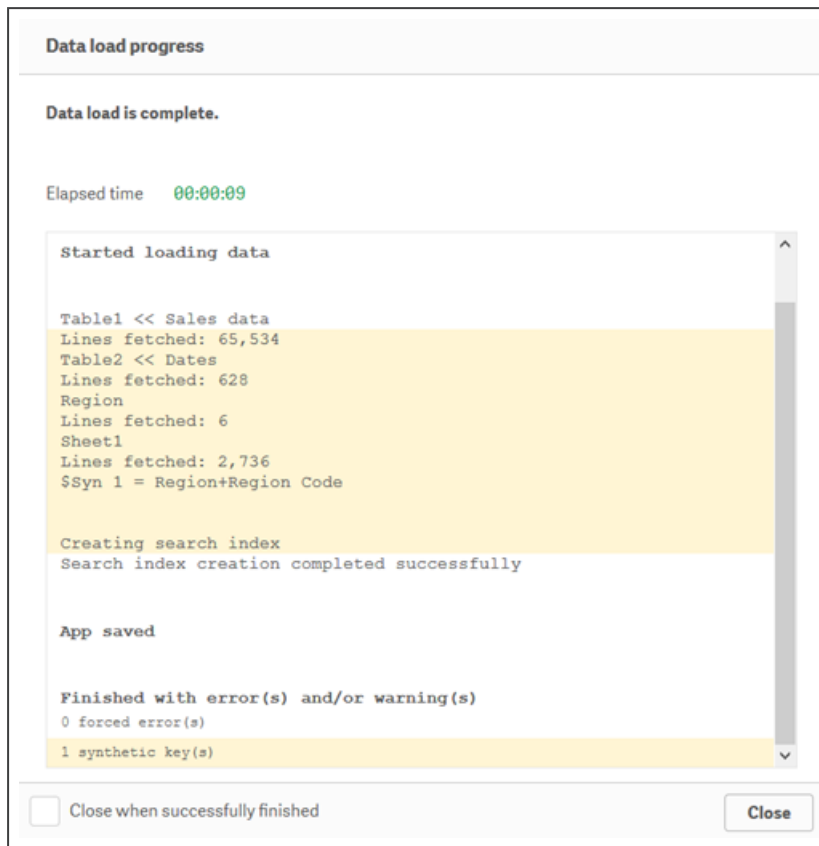 Data load progress
Data load is complete.
Elapsed time 00:00:09
Started loading data
Table1 << Sales data
Lines fetched: 65,534
Table2 << Dates
Lines fetched: 628
Region
Lines fetched: 6
Sheet1
Lines fetched: 2,736
$Syn 1 = Region+Region Code
Creating search index
Search index creation completed successfully
App saved
Finished with error(s) and/or warning(s)
0 forced error(s)
1 synthetic key(s)
Close when successfully finished
Close